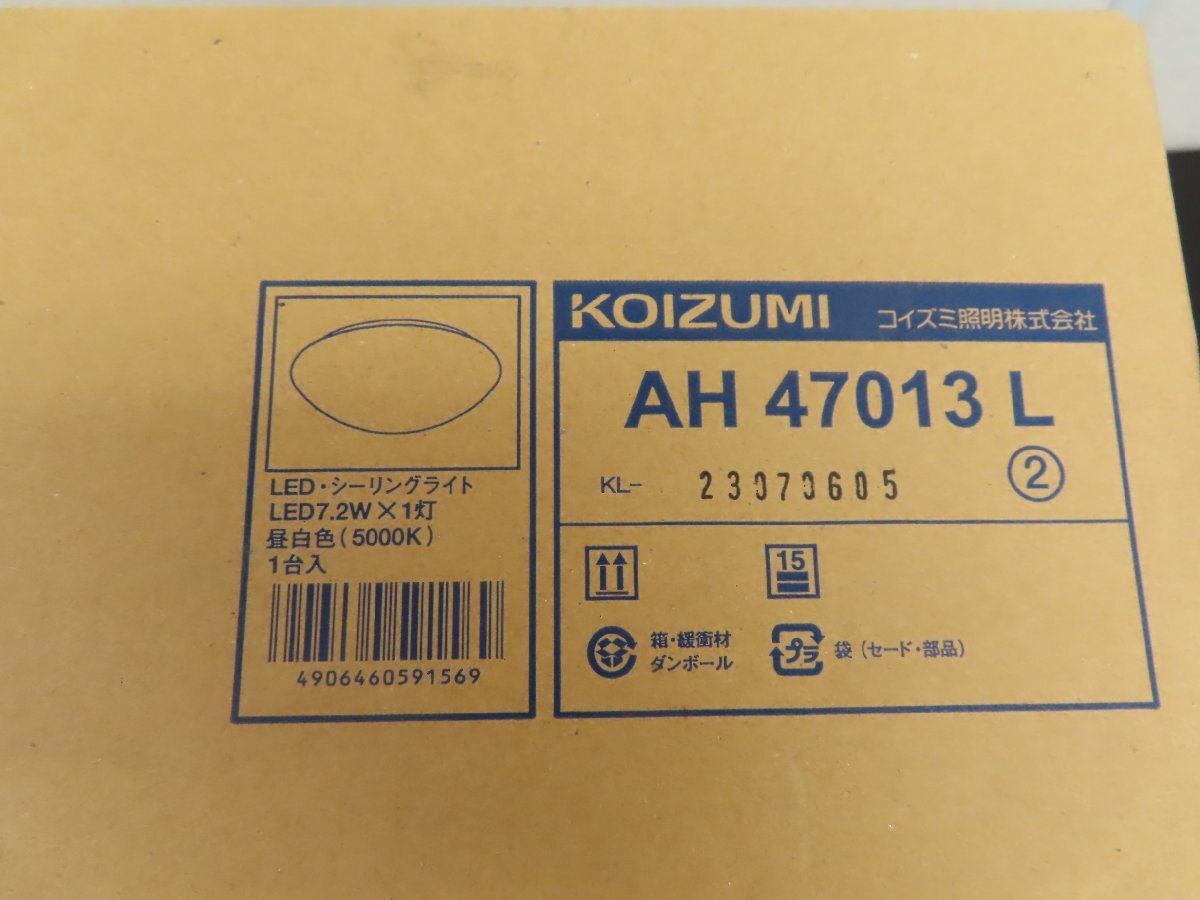 LED・シーリングライト
LED7.2W×1灯
昼白色(5000K)
1台入
4906460591569
KOIZUMI コイズミ照明株式会社
AH 47013 L
KL- 23070605 ②
15
箱・緩衝材
ダンボール
プラ 袋(セード・部品)